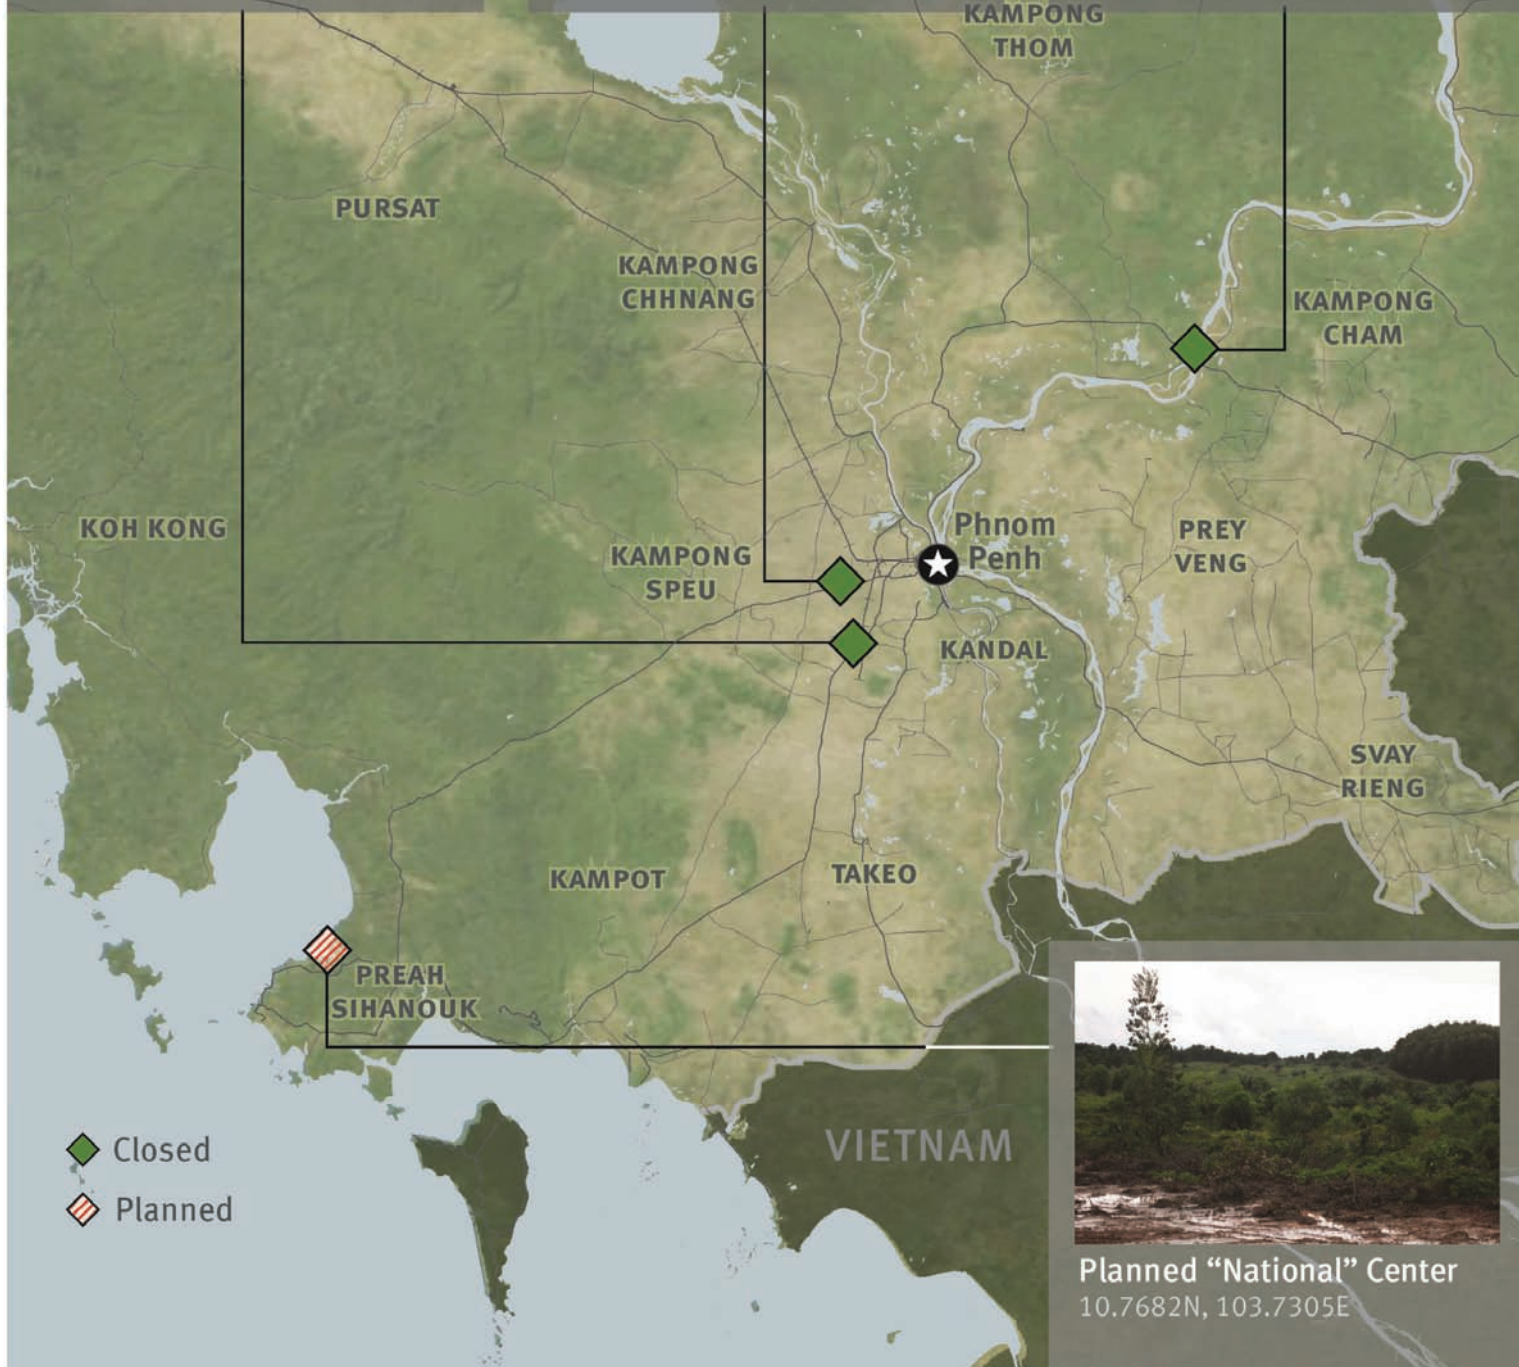 KAMPONG
THOM
PURSAT
KAMPONG
CHHNANG
KAMPONG
CHAM
KOH KONG
KAMPONG
SPEU
Phnom
Penh
PREY
VENG
KANDAL
SVAY
RIENG
KAMPOT
TAKEO
PREAH
SIHANOUK
VIETNAM
Closed
Planned
Planned “National” Center
10.7682N, 103.7305E